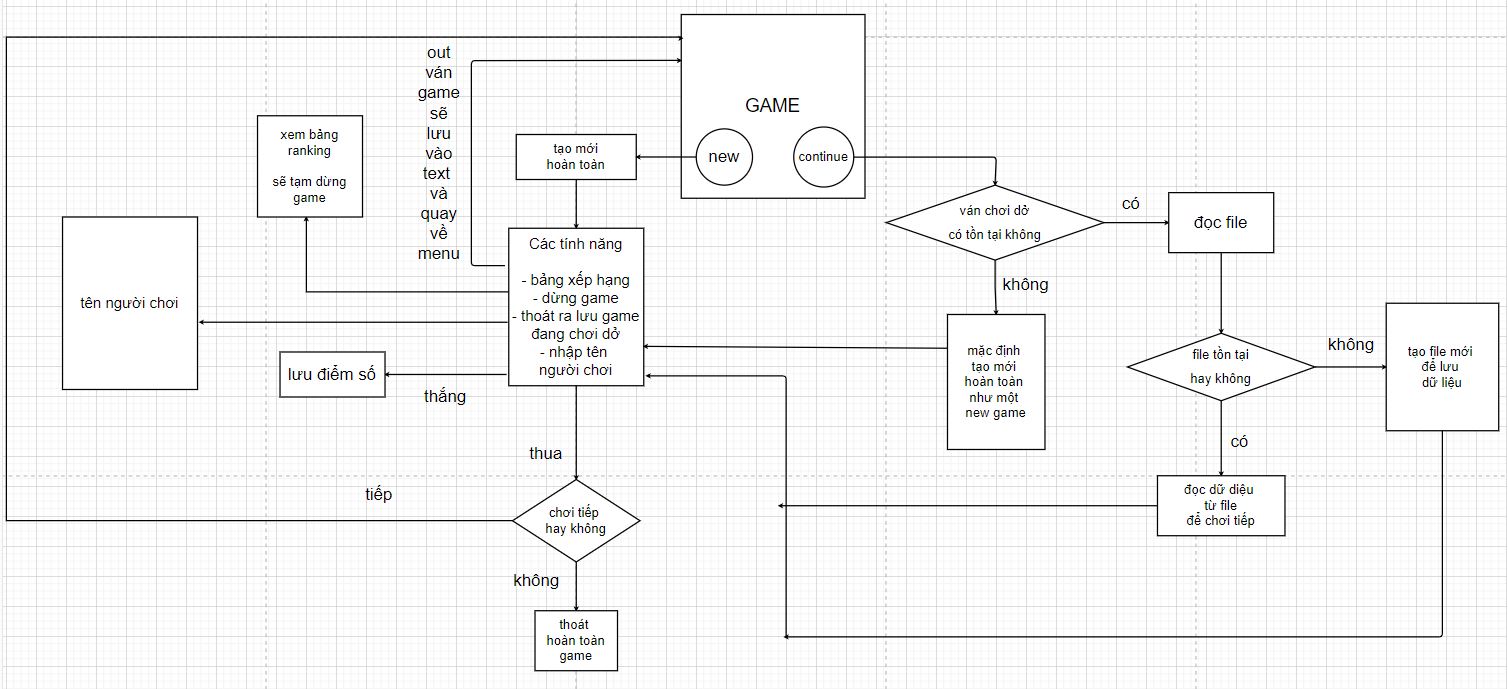 out
ván
game
sẽ
lưu
vào
text
và
quay
về
menu
GAME
new
continue
xem bảng
ranking
sẽ tạm dừng
game
tạo mới
hoàn toàn
tên người chơi
Các tính năng
- bảng xếp hạng
- dừng game
- thoát ra lưu game
đang chơi dở
- nhập tên
người chơi
lưu điểm số
thắng
thua
tiếp
chơi tiếp
hay không
không
thoát
hoàn toàn
game
ván chơi dở
có tồn tại không
có
đọc file
không
mặc định
tạo mới
hoàn toàn
như một
new game
file tồn tại
hay không
không
tạo file mới
để lưu
dữ liệu
có
đọc dữ diệu
từ file
để chơi tiếp